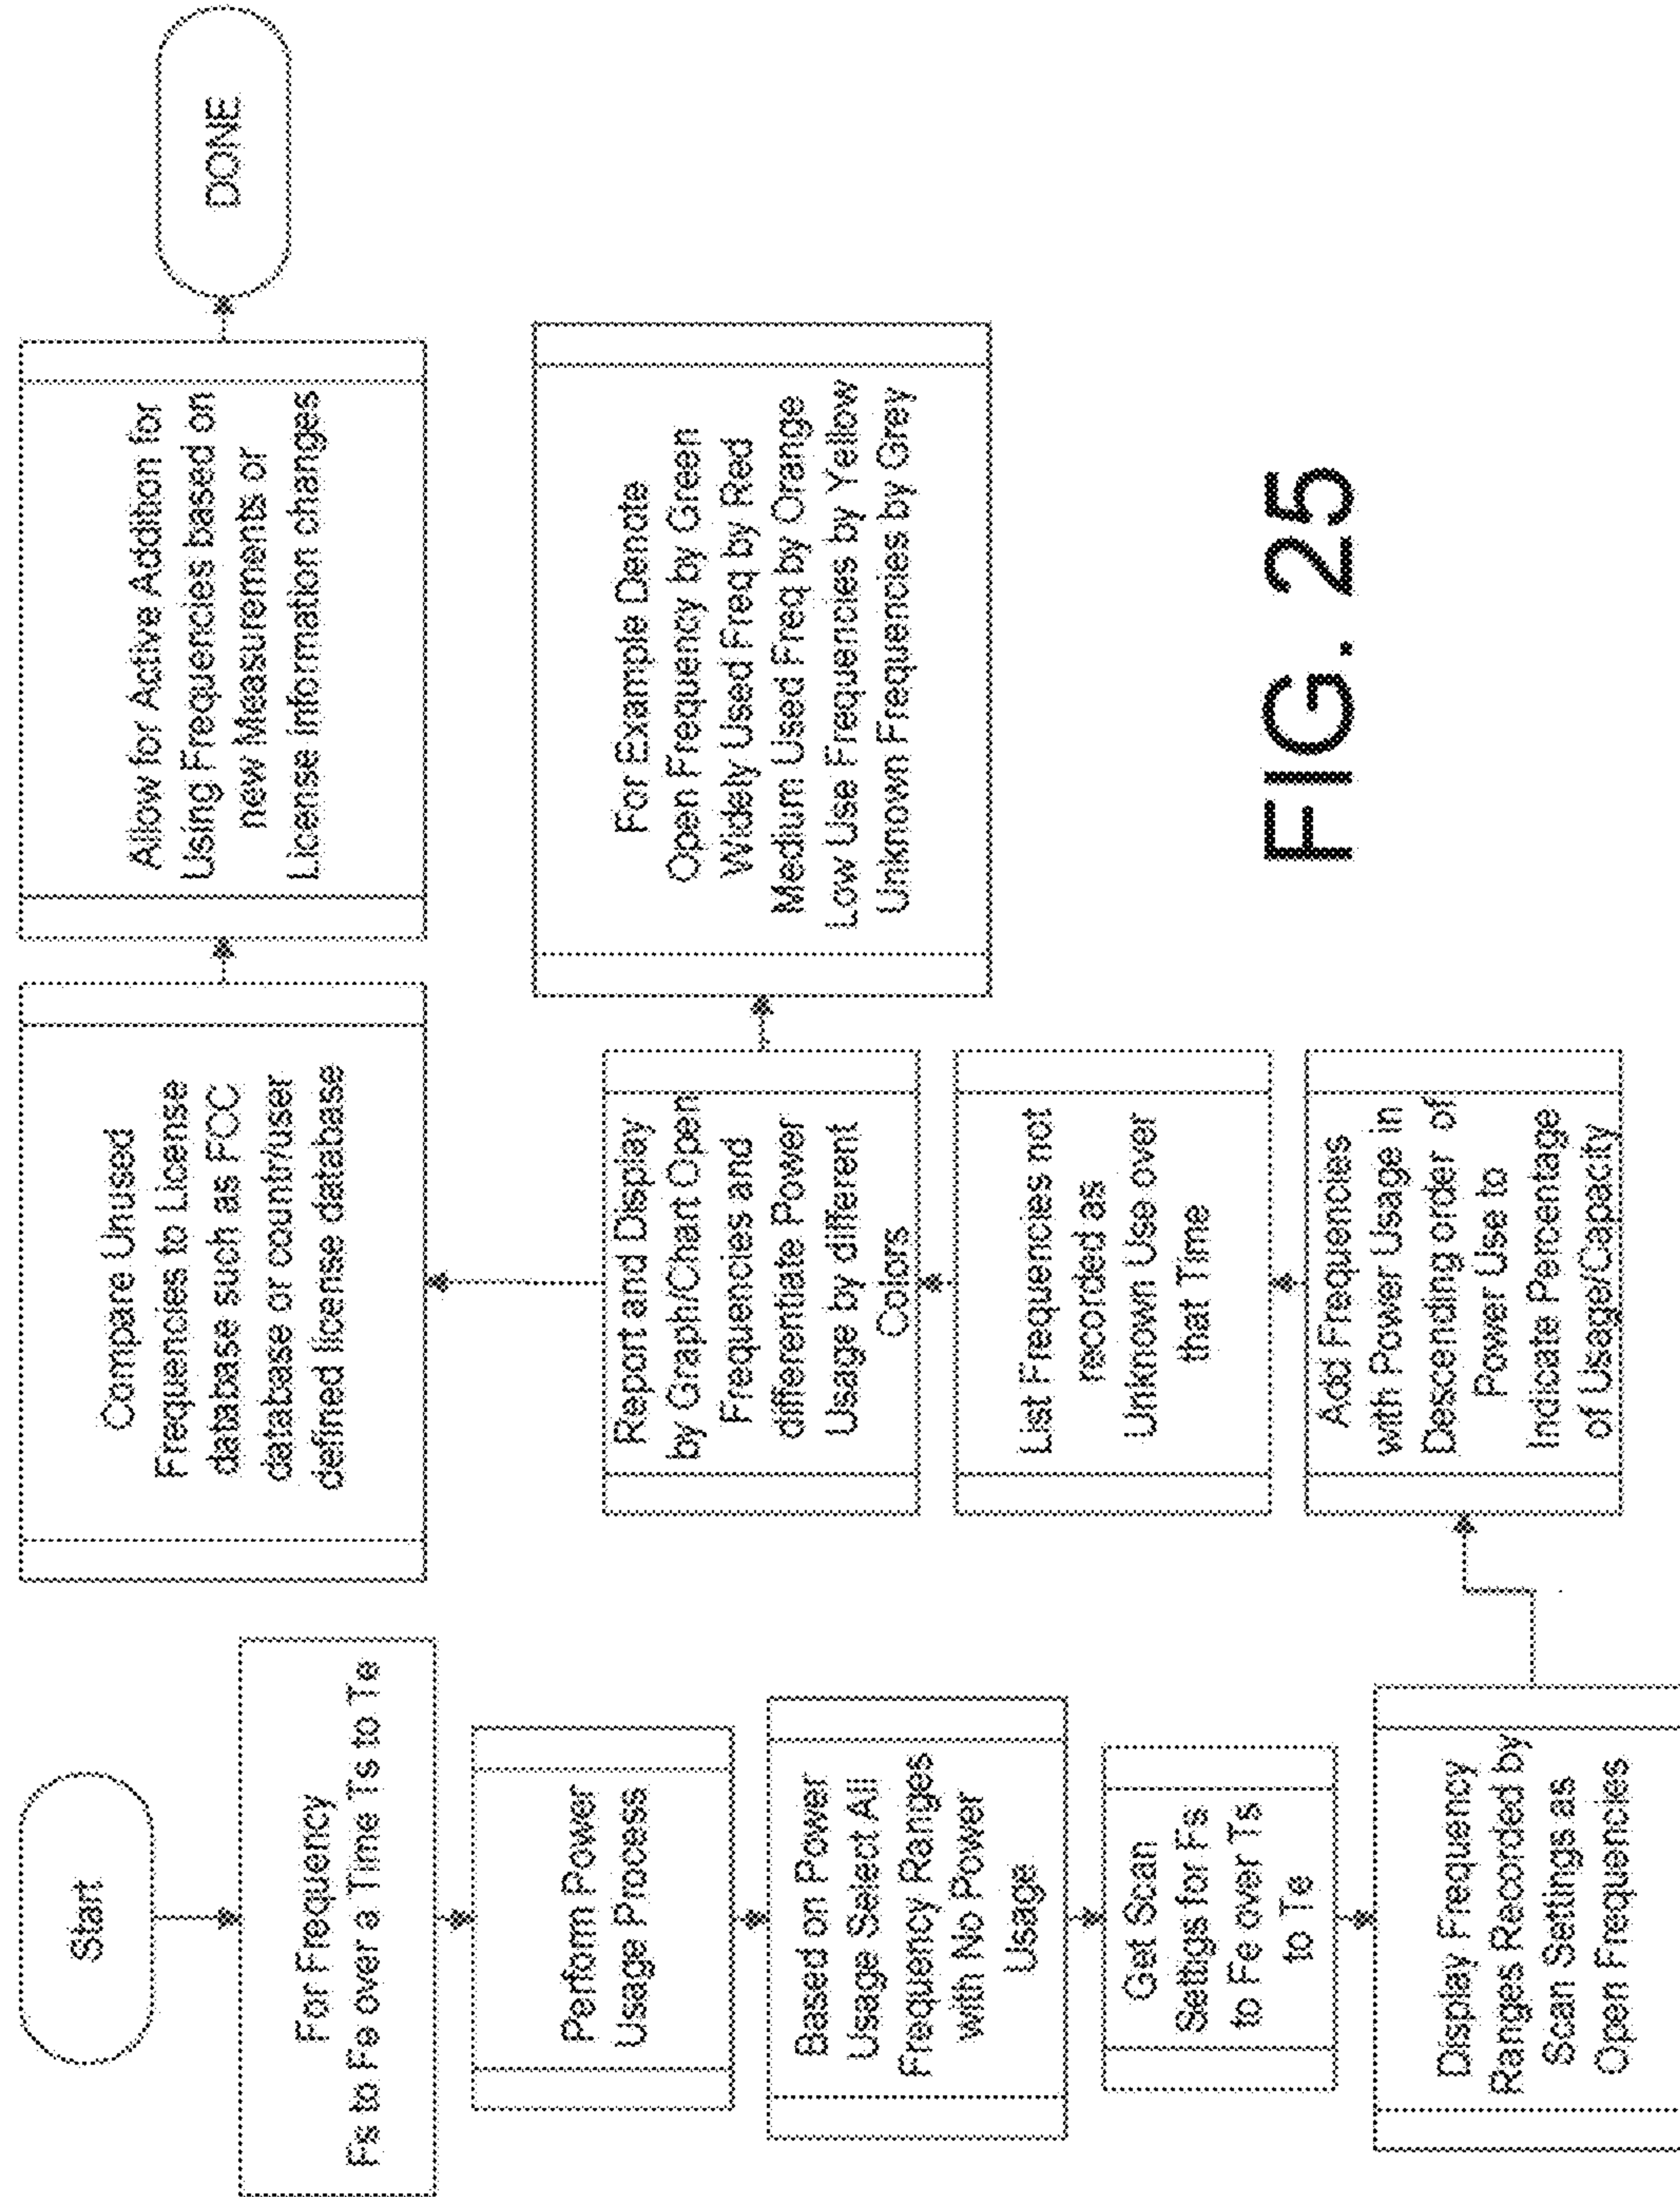 Start
For Frequency
Fs to Fe over a Time Ts to Te
Perform Power
Usage Process
Based on Power
Usage Select All
Frequency Ranges
with No Power
Usage
Get Scan
Settigs for Fs
to Fe over Ts
to Te
Display Frequency
Ranges Recorded by
Scan Settings as
Open Frequencies
Add Frequencies
with Power Usage in
Descending order of
Power Use to
Indicate Percentage
of Usage/Capacity
List Frequencies not
recorded as
Unknown Use over
that Time
Report and Display
by Graph/Chart Open
Frequencies and
differentiate Power
Usage by different
Colors
For Example Denote
Open Frequency by Green
Widely Used Freq by Red
Medium Used Freq by Orange
Low Use Frequencies by Yellow
Unknown Frequencies by Grey
Compare Unused
Frequencies to License
database such as FCC
database or countr/user
defined license database
Allow for Active Addition for
Using Frequencies based on
new Measurements or
License information changes
DONE
FIG. 25